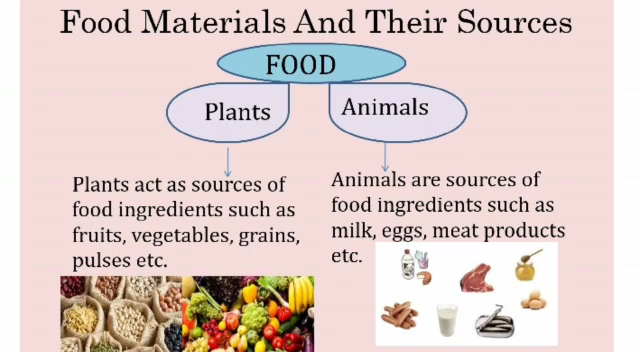 Food Materials And Their Sources
FOOD
Plants
Animals
Plants act as sources of
food ingredients such as
fruits, vegetables, grains,
pulses etc.
Animals are sources of
food ingredients such as
milk, eggs, meat products
etc.